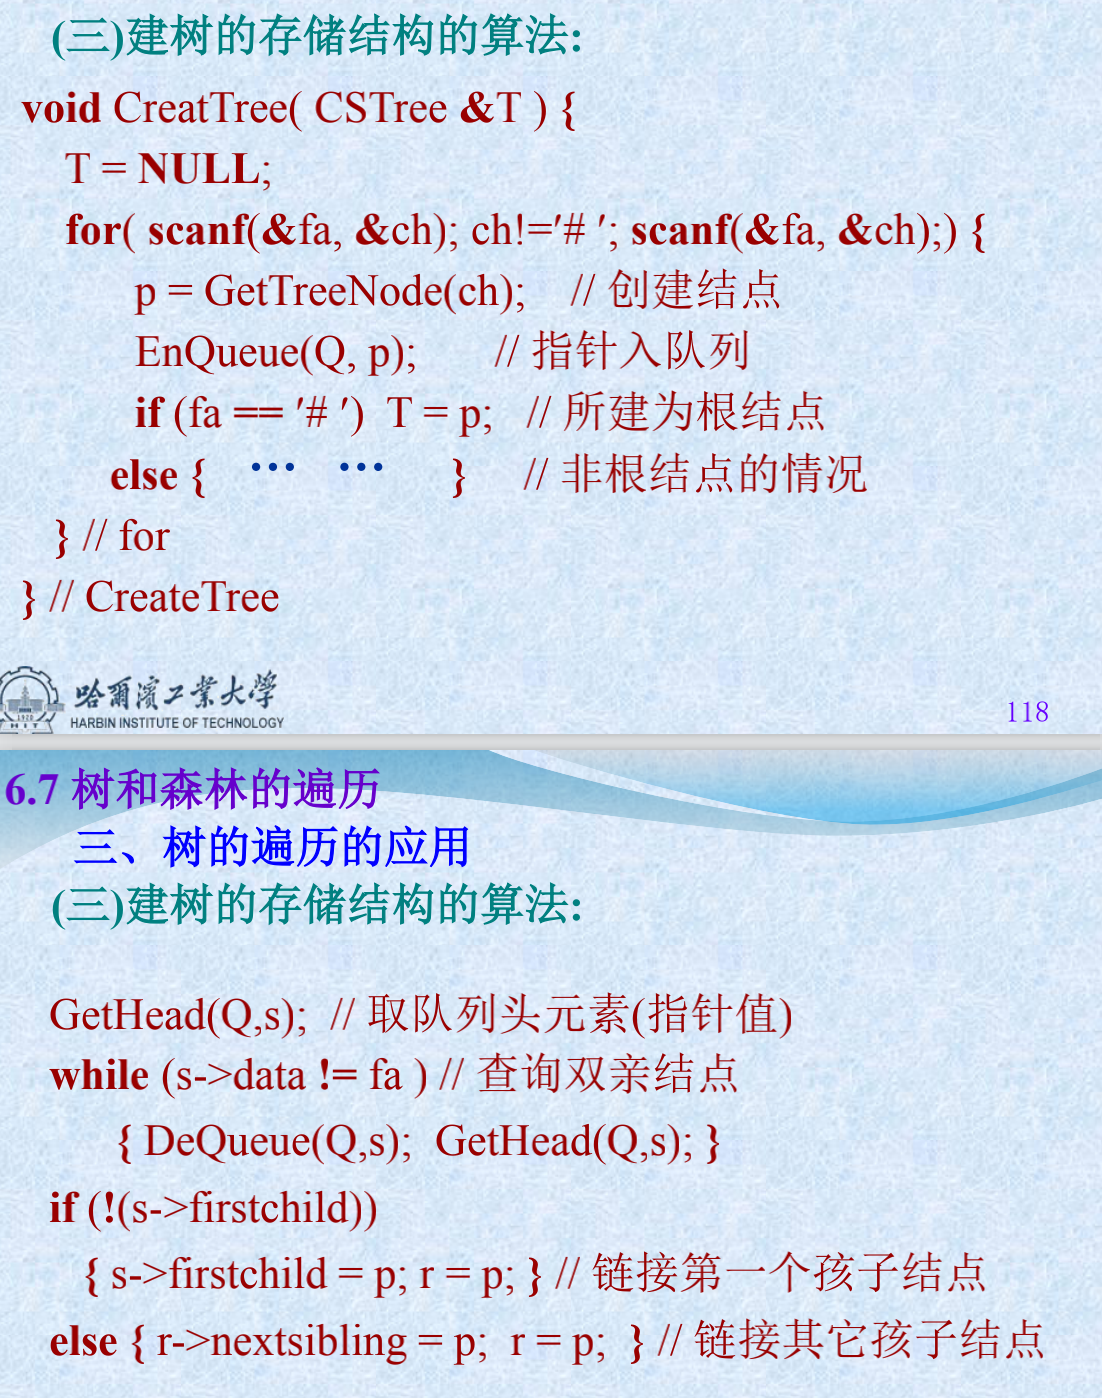 (三)建树的存储结构的算法:
void CreatTree( CSTree &T ) {
T = NULL;
for( scanf(&fa, &ch); ch!='# '; scanf(&fa, &ch);) {
p = GetTreeNode(ch); // 创建结点
EnQueue(Q, p); // 指针入队列
if (fa == '# ') T = p; // 所建为根结点
else { … … } // 非根结点的情况
} // for
} // CreateTree
哈爾濱工業大學
HARBIN INSTITUTE OF TECHNOLOGY
1920
HIT
118
6.7 树和森林的遍历
三、树的遍历的应用
(三)建树的存储结构的算法:
GetHead(Q,s); // 取队列头元素(指针值)
while (s->data != fa ) // 查询双亲结点
{ DeQueue(Q,s); GetHead(Q,s); }
if (!(s->firstchild))
{ s->firstchild = p; r = p; } // 链接第一个孩子结点
else { r->nextsibling = p; r = p; } // 链接其它孩子结点